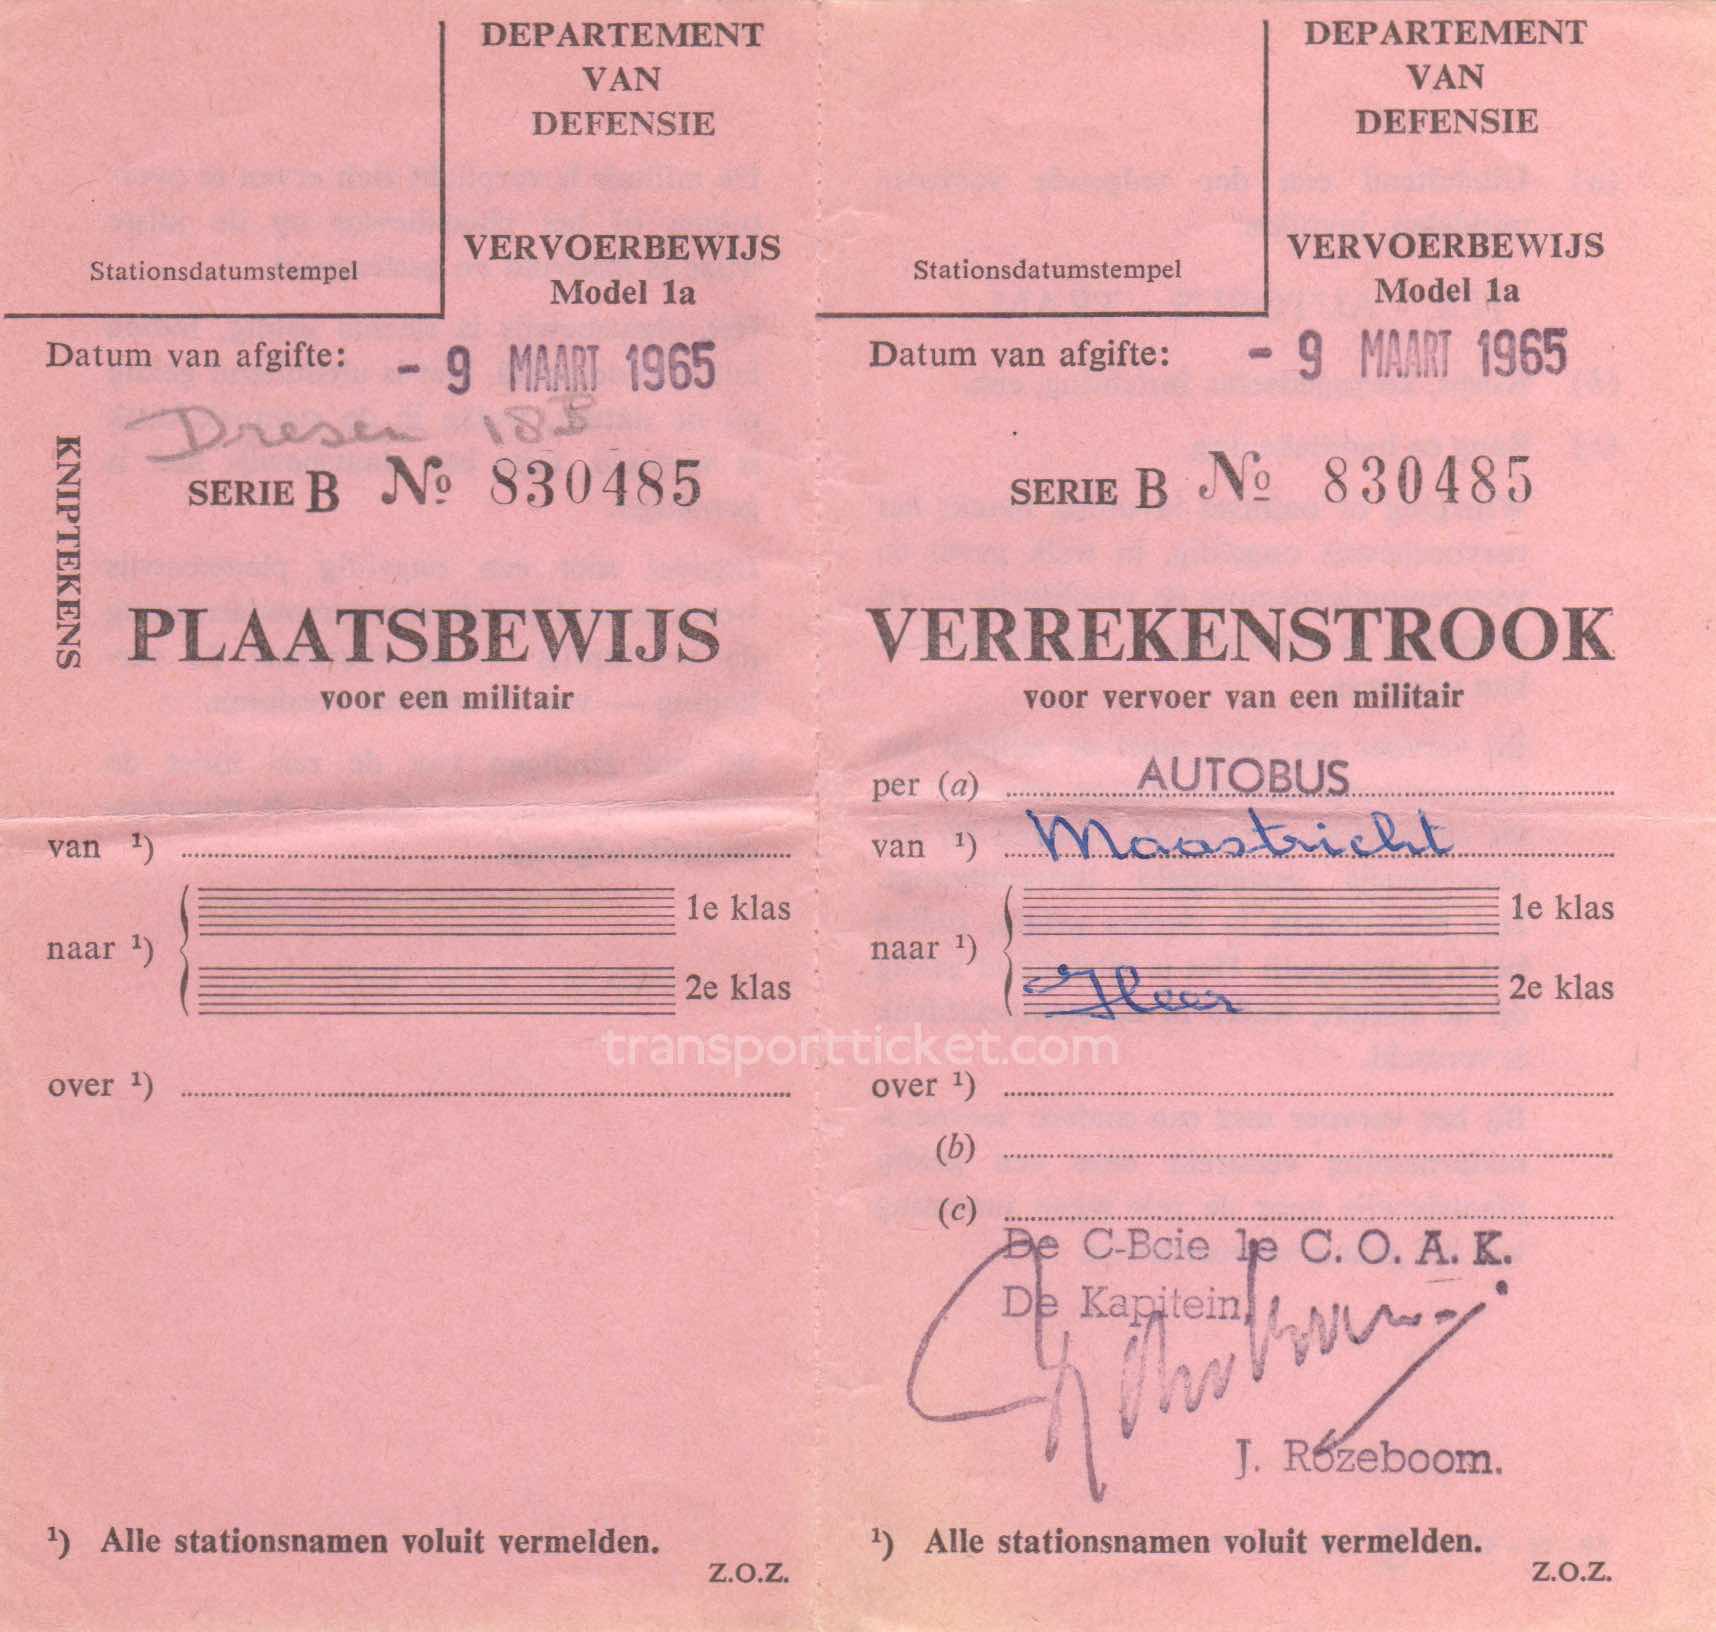 DEPARTEMENT
VAN
DEFENSIE
Stationsdatumstempel
VERVOERBEWIJS
Model 1a
Datum van afgifte: - 9 MAART 1965
Dresen 18
KNIPTEKENS
SERIE B № 830485
PLAATSBEWIJS
voor een militair
van ¹)
naar ¹)
1e klas
2e klas
over ¹)
¹) Alle stationsnamen voluit vermelden.
Z.O.Z.
DEPARTEMENT
VAN
DEFENSIE
Stationsdatumstempel
VERVOERBEWIJS
Model 1a
Datum van afgifte: - 9 MAART 1965
SERIE B № 830485
VERREKENSTROOK
voor vervoer van een militair
per (a) AUTOBUS
van ¹) Maastricht
naar ¹)
1e klas
Heer 2e klas
transportticket.com
over ¹)
(b)
(c)
De C-Bcie 1e C. O. A. K.
De Kapitein,
J. Rozeboom.
¹) Alle stationsnamen voluit vermelden.
Z.O.Z.